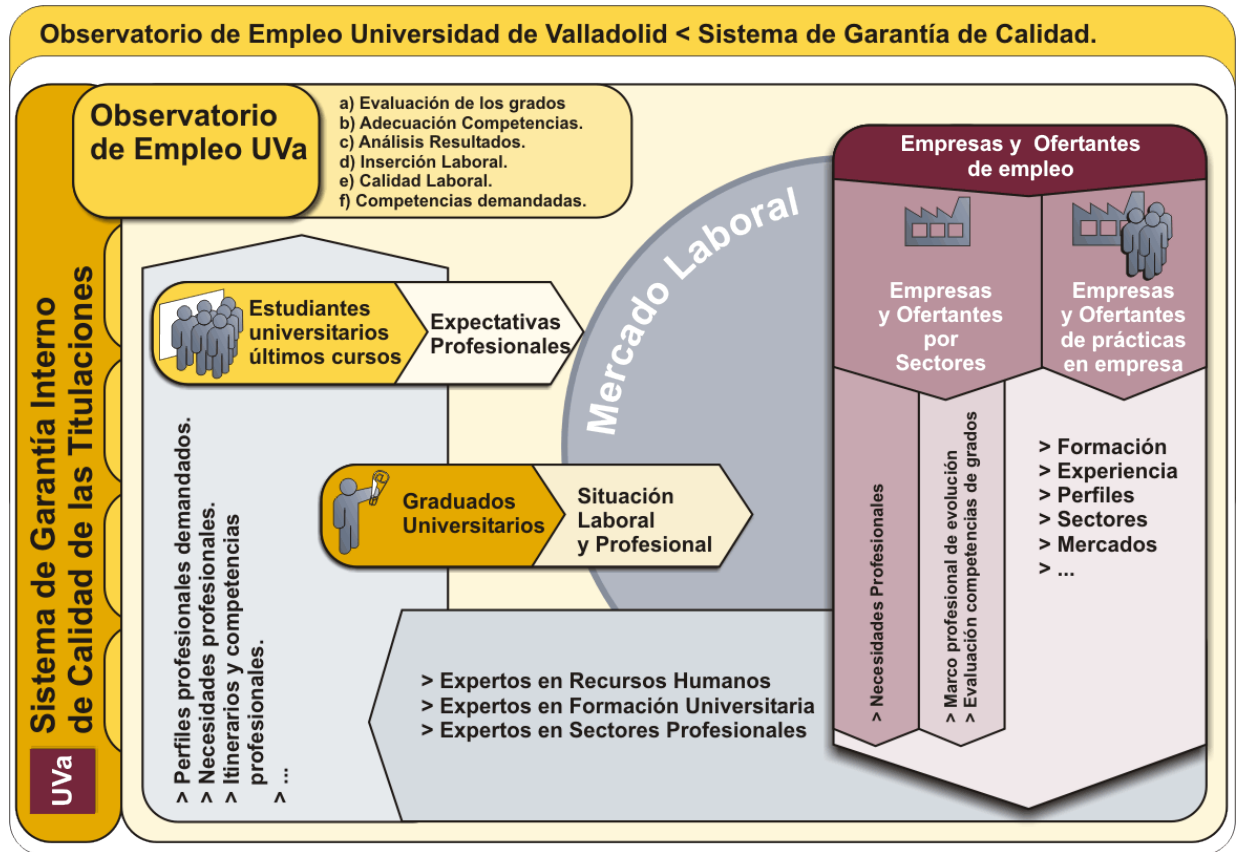 Observatorio de Empleo Universidad de Valladolid < Sistema de Garantía de Calidad.
Sistema de Garantía Interno
de Calidad de las Titulaciones
UVa
Observatorio
de Empleo UVa
a) Evaluación de los grados
b) Adecuación Competencias.
c) Análisis Resultados.
d) Inserción Laboral.
e) Calidad Laboral.
f) Competencias demandadas.
Estudiantes
universitarios
últimos cursos
Expectativas
Profesionales
Graduados
Universitarios
Situación
Laboral
y Profesional
Mercado Laboral
> Perfiles profesionales demandados.
> Necesidades profesionales.
> Itinerarios y competencias
profesionales.
> ...
> Expertos en Recursos Humanos
> Expertos en Formación Universitaria
> Expertos en Sectores Profesionales
Empresas y Ofertantes
de empleo
Empresas
y Ofertantes
por
Sectores
Empresas
y Ofertantes
de prácticas
en empresa
> Necesidades Profesionales
> Marco profesional de evolución
> Evaluación competencias de grados
> Formación
> Experiencia
> Perfiles
> Sectores
> Mercados
> ...